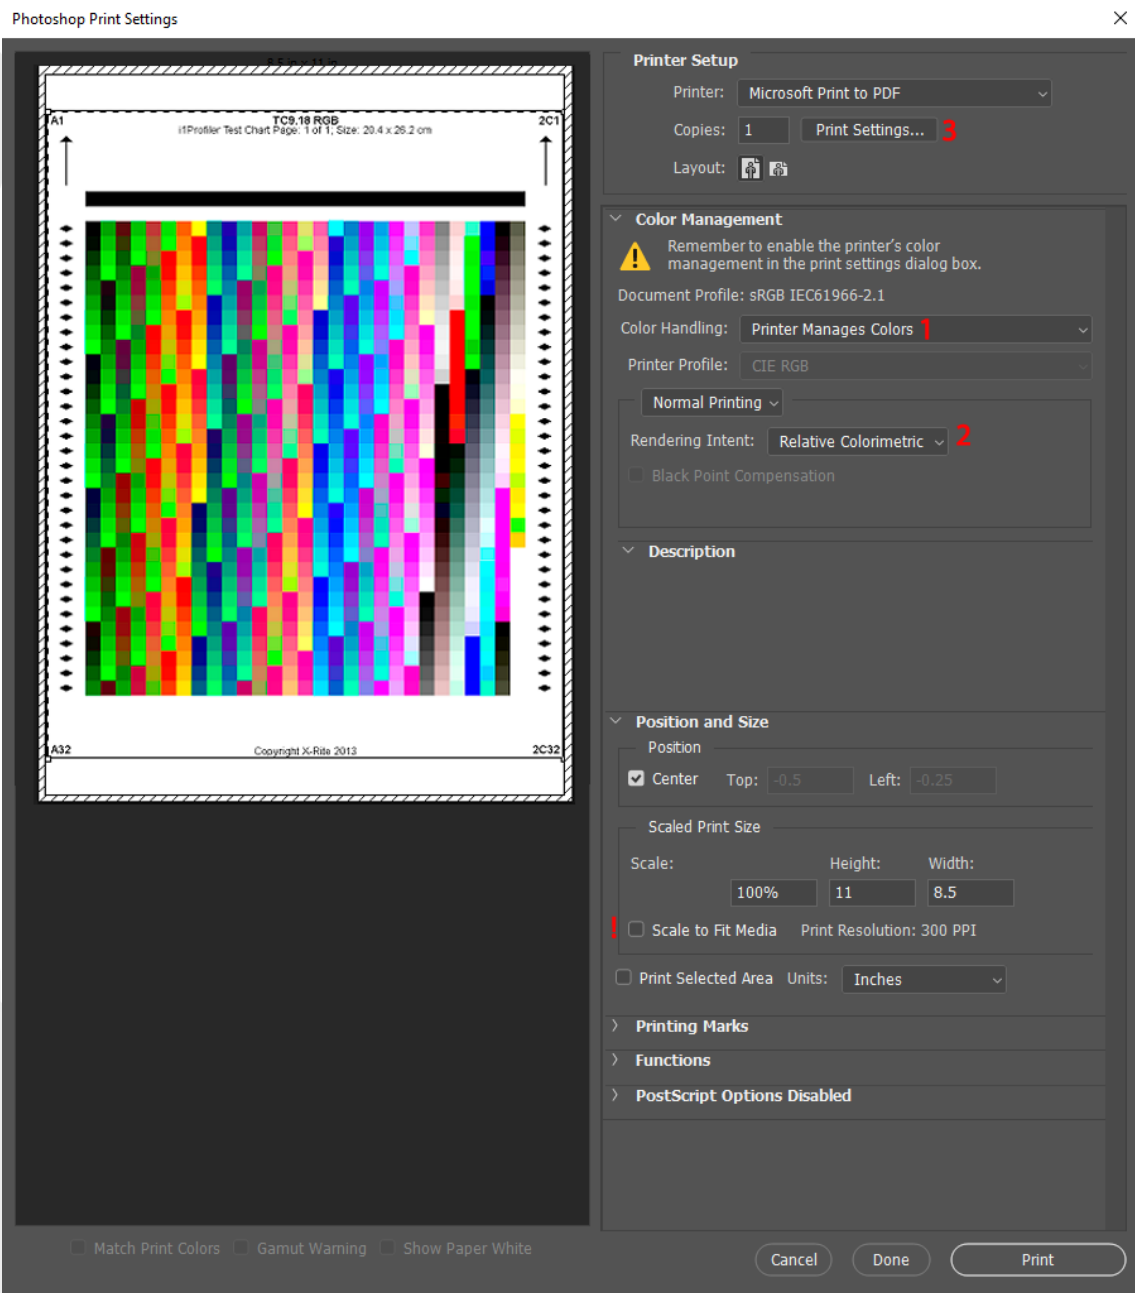 Photoshop Print Settings
8.5 in x 11 in
A1
TC9.18 RGB
2C1
i1Profiler Test Chart Page: 1 of 1; Size: 20.4 x 26.2 cm
A32
Copyright X-Rite 2013
2C32
Match Print Colors
Gamut Warning
Show Paper White
Printer Setup
Printer: Microsoft Print to PDF
Copies: 1 Print Settings... 3
Layout:
Color Management
Remember to enable the printer's color
management in the print settings dialog box.
Document Profile: sRGB IEC61966-2.1
Color Handling: Printer Manages Colors 1
Printer Profile: CIE RGB
Normal Printing
Rendering Intent: Relative Colorimetric 2
Black Point Compensation
Description
Position and Size
Position
Center Top: -0.5 Left: -0.25
Scaled Print Size
Scale: Height: Width:
100% 11 8.5
! Scale to Fit Media Print Resolution: 300 PPI
Print Selected Area Units: Inches
Printing Marks
Functions
PostScript Options Disabled
Cancel Done Print